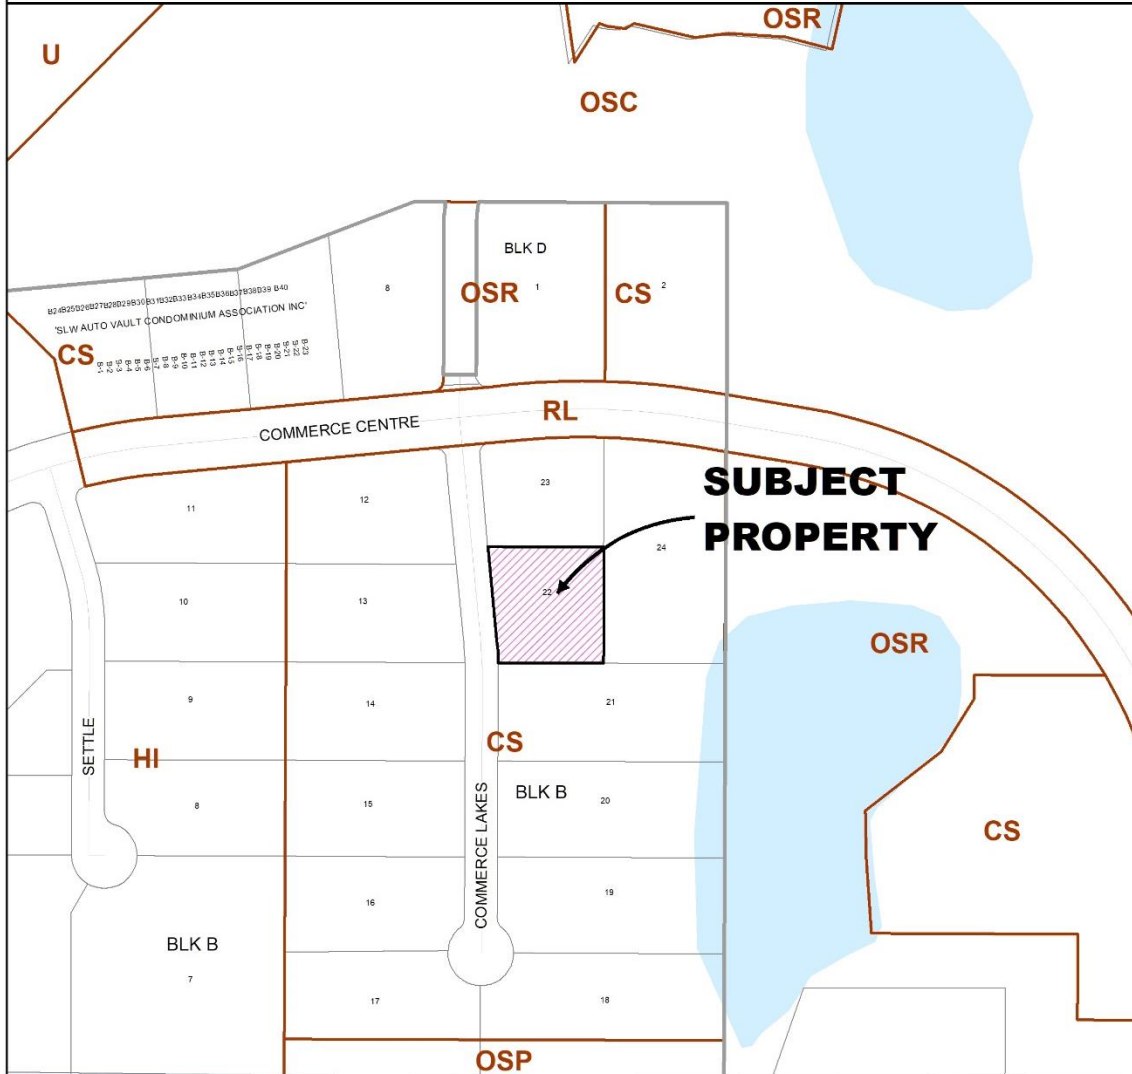 OSR
U
OSC
BLK D
8
OSR
1
CS
2
'SLW AUTO VAULT CONDOMINIUM ASSOCIATION INC'
CS
RL
COMMERCE CENTRE
SUBJECT
PROPERTY
23
12
11
24
22
13
10
OSR
9
14
21
SETTLE
HI
CS
BLK B
COMMERCE LAKES
8
15
20
CS
16
19
BLK B
7
17
18
OSP